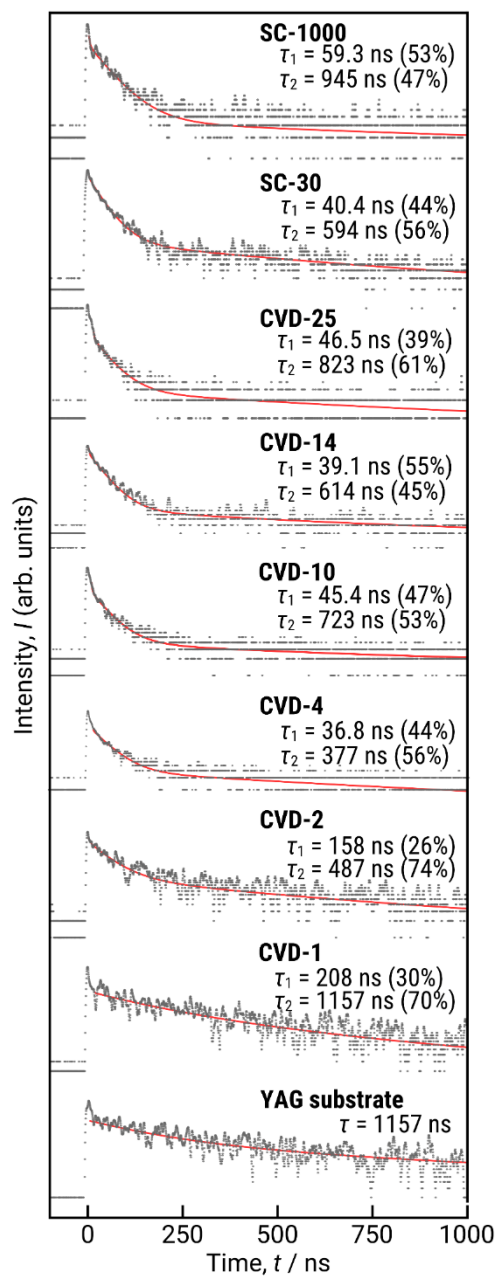 SC-1000
τ1 = 59.3 ns (53%)
τ2 = 945 ns (47%)
SC-30
τ1 = 40.4 ns (44%)
τ2 = 594 ns (56%)
CVD-25
τ1 = 46.5 ns (39%)
τ2 = 823 ns (61%)
CVD-14
τ1 = 39.1 ns (55%)
τ2 = 614 ns (45%)
CVD-10
τ1 = 45.4 ns (47%)
τ2 = 723 ns (53%)
CVD-4
τ1 = 36.8 ns (44%)
τ2 = 377 ns (56%)
CVD-2
τ1 = 158 ns (26%)
τ2 = 487 ns (74%)
CVD-1
τ1 = 208 ns (30%)
τ2 = 1157 ns (70%)
YAG substrate
τ = 1157 ns
Intensity, I (arb. units)
0 250 500 750 1000
Time, t / ns